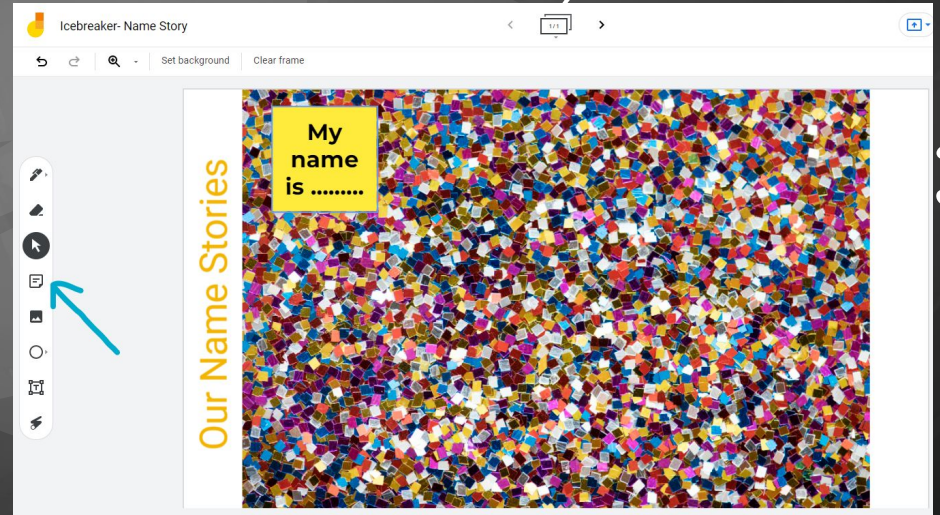 Icebreaker- Name Story
1/1
Set background
Clear frame
My
name
is .........
Our Name Stories
T